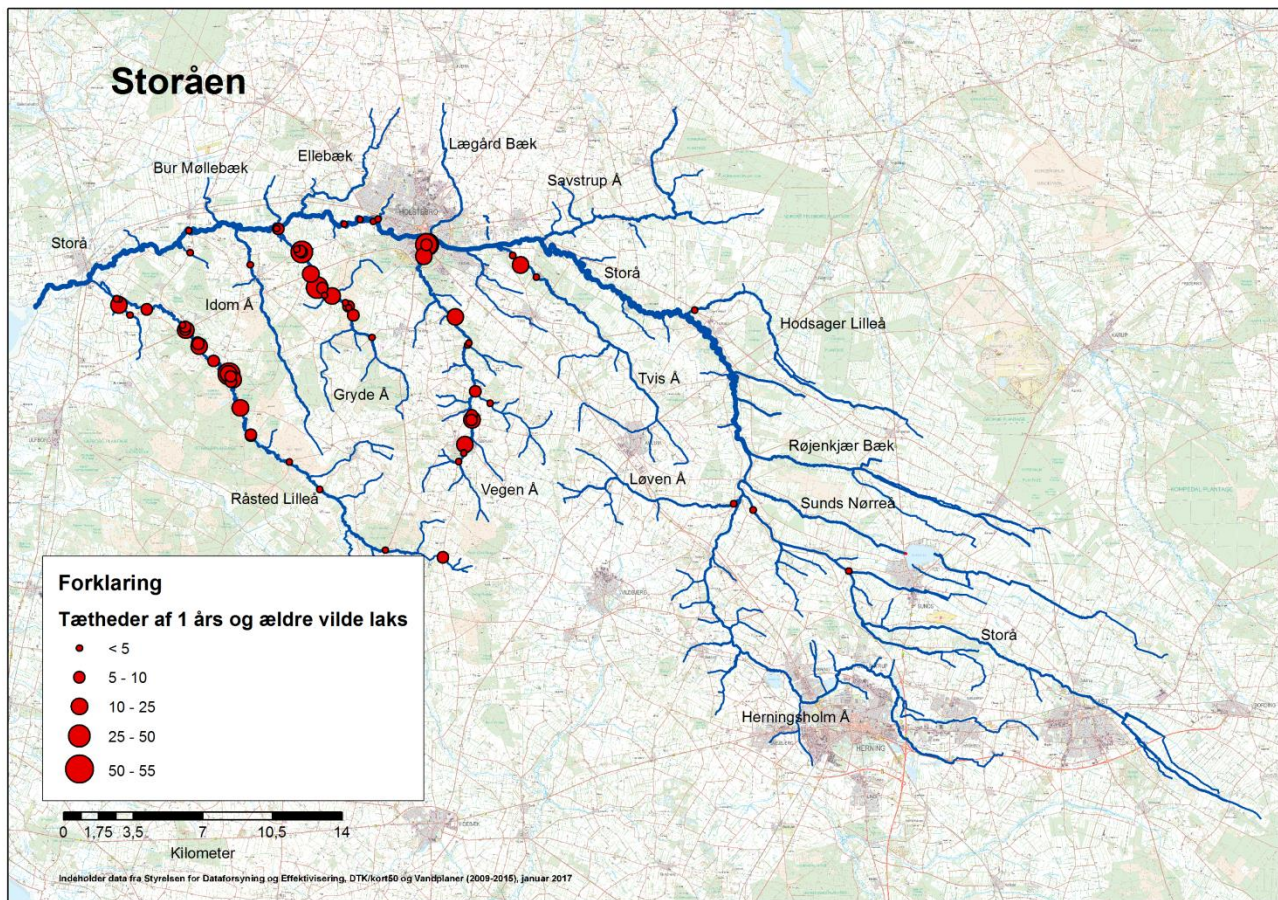 Storåen
Lægård Bæk
Ellebæk
Bur Møllebæk
Savstrup Å
HOLSTEBRO
Storå
Storå
Idom Å
Hodsager Lilleå
Tvis Å
Gryde Å
Røjenkjær Bæk
Løven Å
Vegen Å
Råsted Lilleå
Sunds Nørreå
SUNDS
Storå
Herningsholm Å
HERNING
Forklaring
Tætheder af 1 års og ældre vilde laks
< 5
5 - 10
10 - 25
25 - 50
50 - 55
0 1,75 3,5 7 10,5 14
Kilometer
Indeholder data fra Styrelsen for Dataforsyning og Effektivisering, DTK/kort50 og Vandplaner (2009-2015), januar 2017